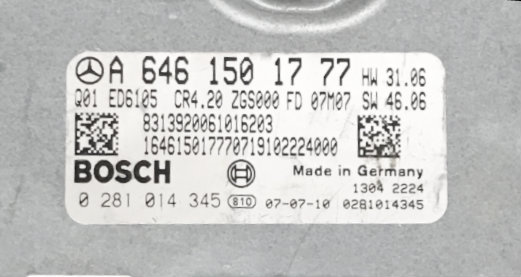 A 646 150 17 77 HW 31.06
Q01 ED6105 CR4.20 ZGS000 FD 07M07 SW 46.06
8313920061016203
164615017770719102224000
BOSCH Made in Germany
1304 2224
0 281 014 345 810 07-07-10 0281014345